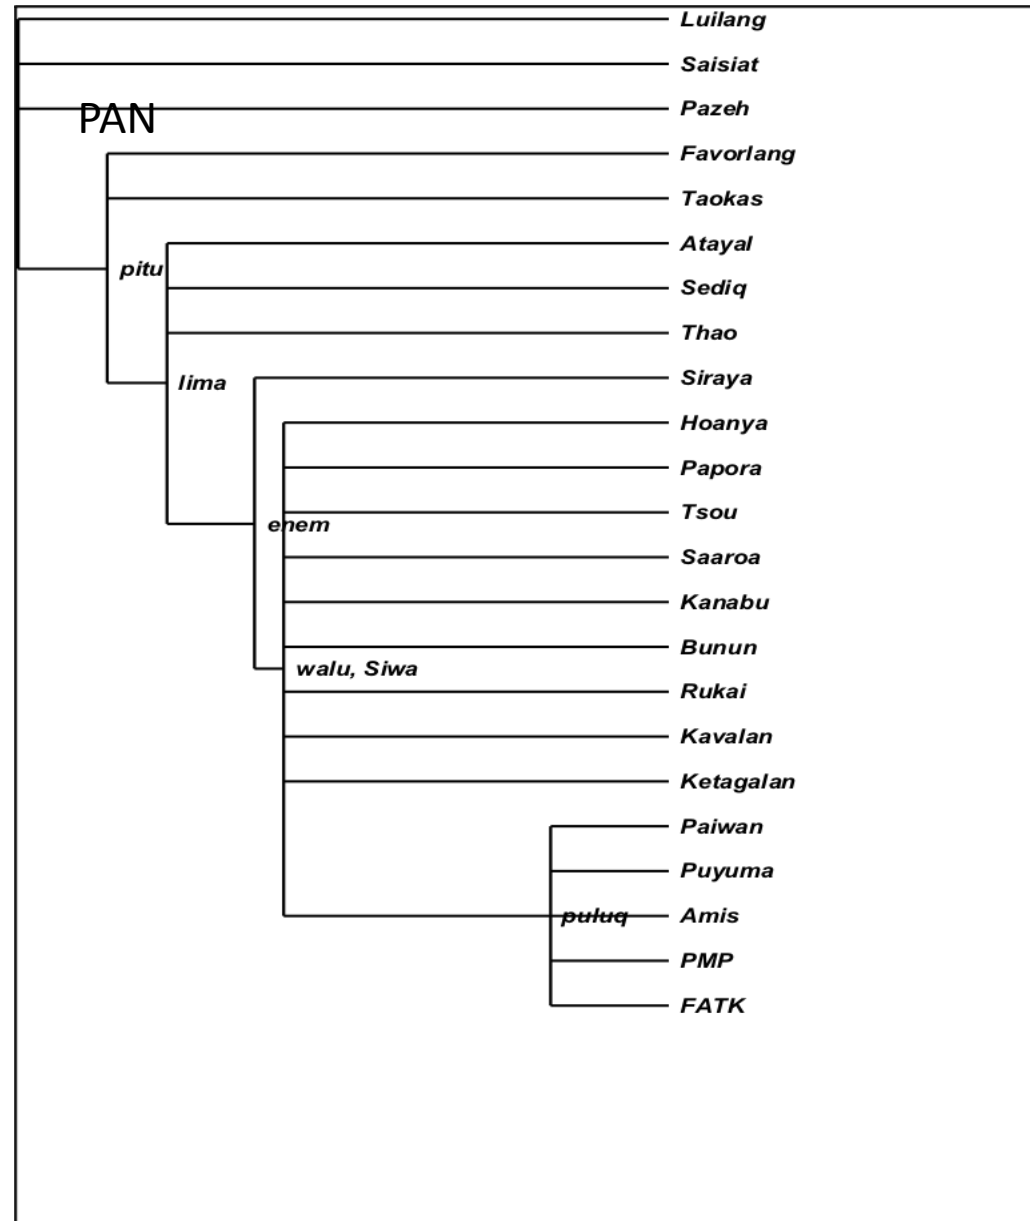 Luilang
Saisiat
Pazeh
PAN
Favorlang
Taokas
Atayal
pitu
Sediq
Thao
Siraya
lima
Hoanya
Papora
Tsou
enem
Saaroa
Kanabu
Bunun
walu, Siwa
Rukai
Kavalan
Ketagalan
Paiwan
Puyuma
puluq
Amis
PMP
FATK